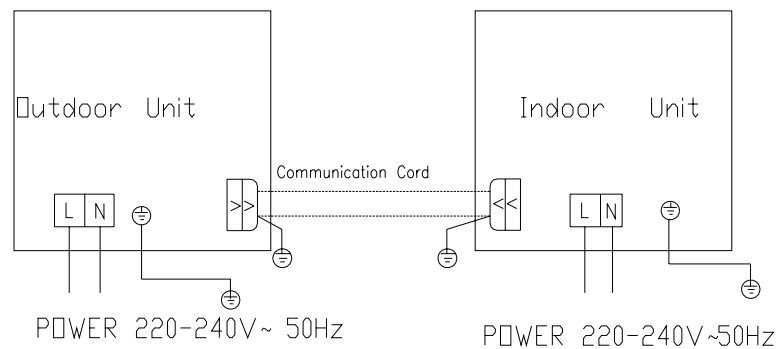 Outdoor Unit
Indoor Unit
Communication Cord
>>
<<
L N
L N
POWER 220-240V~ 50Hz
POWER 220-240V~50Hz